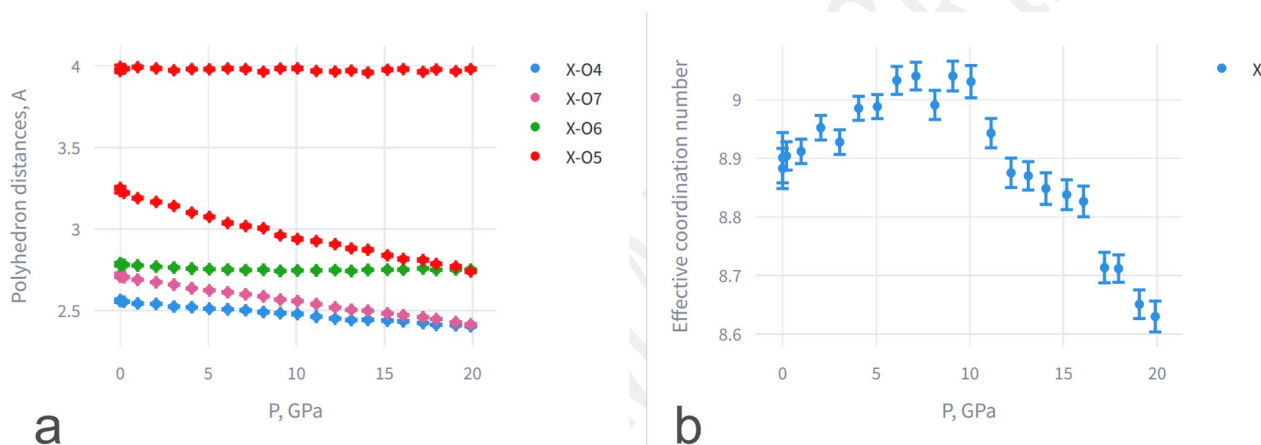 Polyhedron distances, A
4
3.5
3
2.5
0 5 10 15 20
P, GPa
X-O4
X-O7
X-O6
X-O5
a
Effective coordination number
9
8.9
8.8
8.7
8.6
0 5 10 15 20
P, GPa
X
b